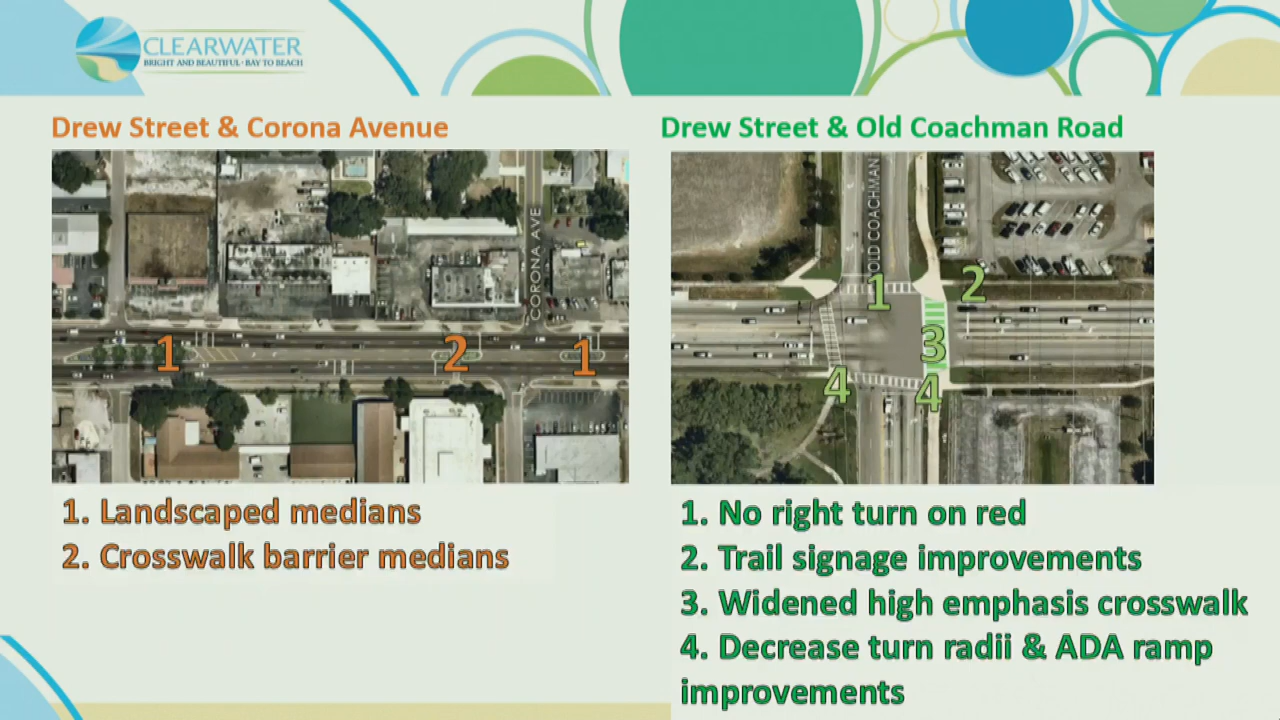 CLEARWATER
BRIGHT AND BEAUTIFUL · BAY TO BEACH
Drew Street & Corona Avenue
CORONA AVE
1
2
1
1. Landscaped medians
2. Crosswalk barrier medians
Drew Street & Old Coachman Road
OLD COACHMAN
1
2
3
4
4
1. No right turn on red
2. Trail signage improvements
3. Widened high emphasis crosswalk
4. Decrease turn radii & ADA ramp
improvements